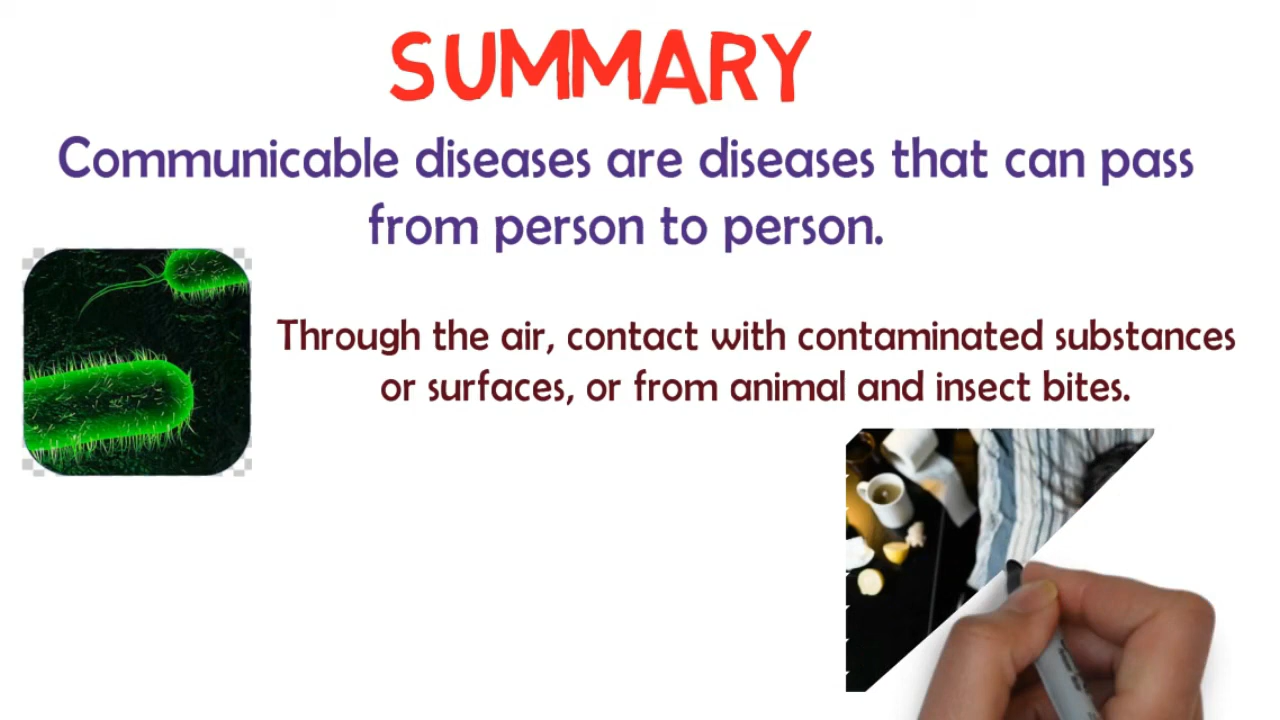 SUMMARY
Communicable diseases are diseases that can pass
from person to person.
Through the air, contact with contaminated substances
or surfaces, or from animal and insect bites.